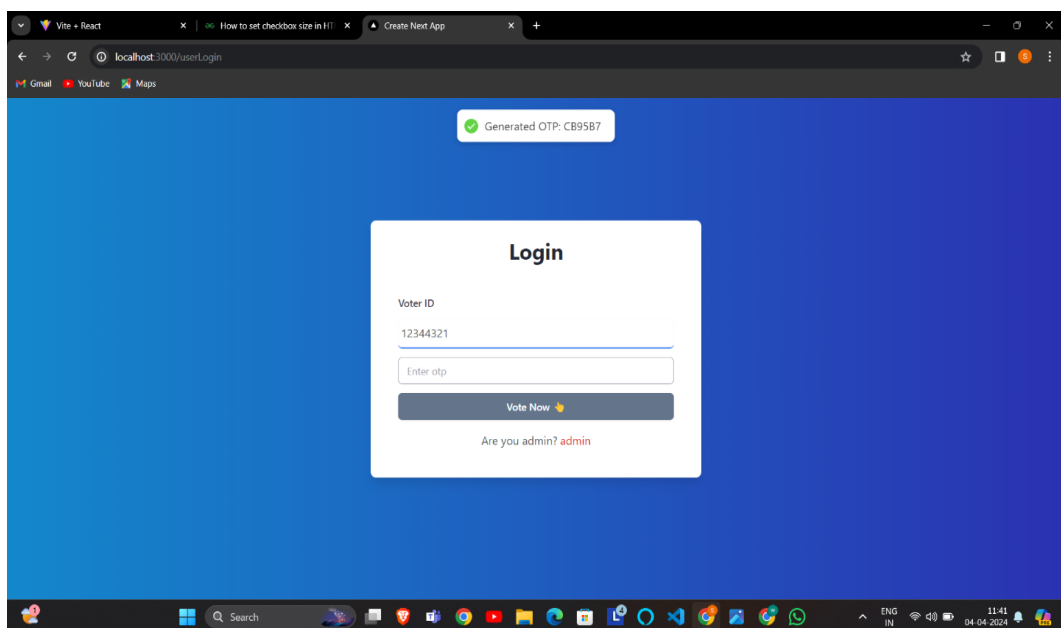 Vite + React
How to set checkbox size in HT
Create Next App
localhost:3000/userLogin
Gmail YouTube Maps
S
Generated OTP: CB95B7
Login
Voter ID
12344321
Enter otp
Vote Now 👆
Are you admin? admin
Search
ENG
IN
11:41
04-04-2024